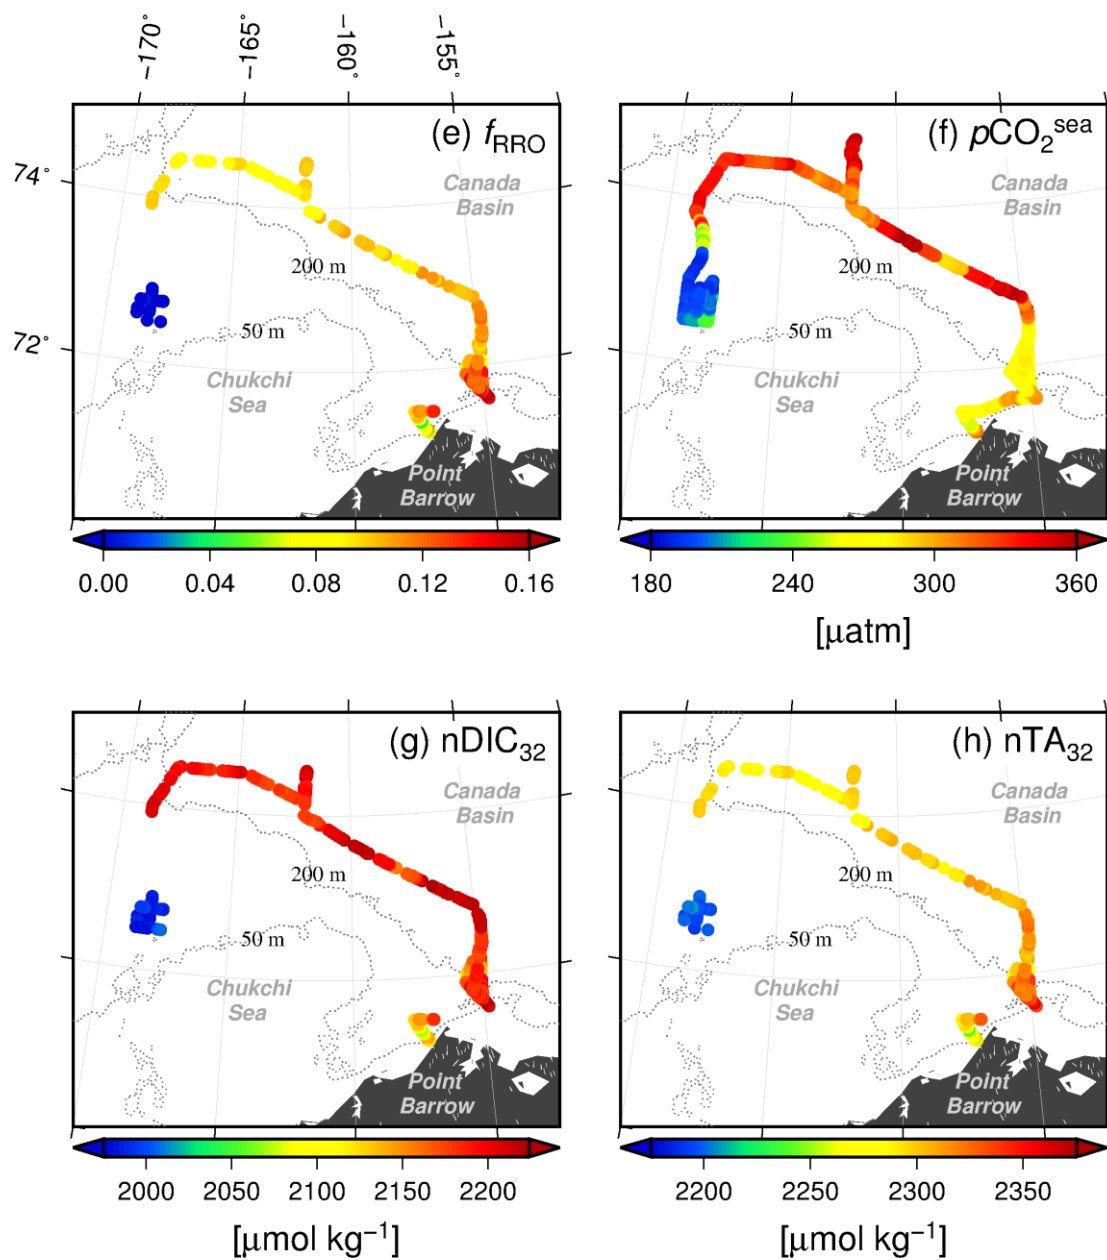 −170° −165° −160° −155°
(e) fRRO
74°
72°
Canada
Basin
200 m
50 m
Chukchi
Sea
Point
Barrow
0.00 0.04 0.08 0.12 0.16
(f) pCO₂ˢᵉᵃ
Canada
Basin
200 m
50 m
Chukchi
Sea
Point
Barrow
180 240 300 360
[μatm]
(g) nDIC₃₂
Canada
Basin
200 m
50 m
Chukchi
Sea
Point
Barrow
2000 2050 2100 2150 2200
[μmol kg⁻¹]
(h) nTA₃₂
Canada
Basin
200 m
50 m
Chukchi
Sea
Point
Barrow
2200 2250 2300 2350
[μmol kg⁻¹]